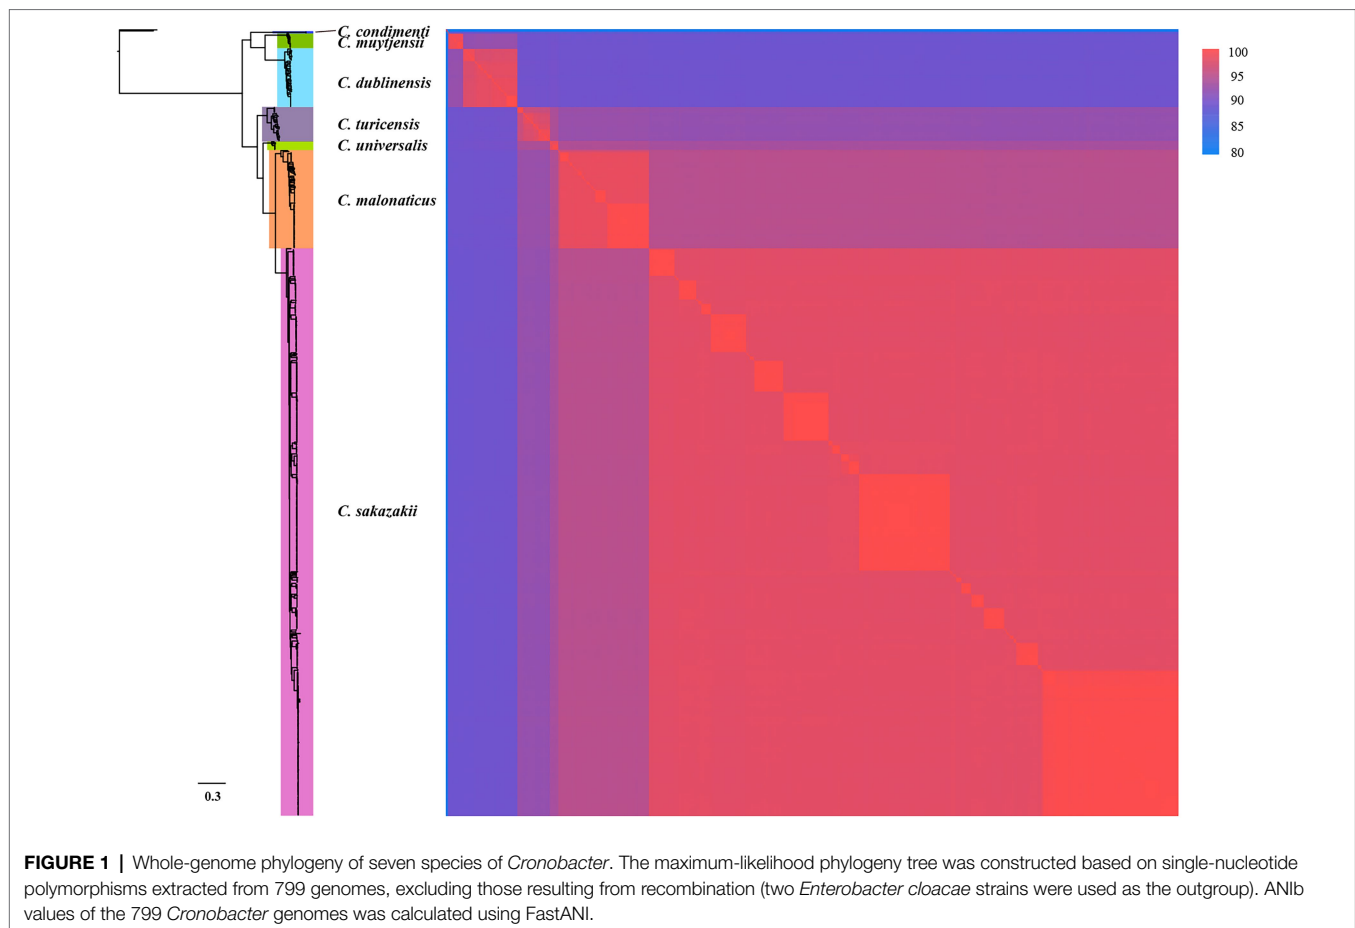 C. condimenti
C. muytjensii
C. dublinensis
C. turicensis
C. universalis
C. malonaticus
C. sakazakii
0.3
100
95
90
85
80
FIGURE 1 | Whole-genome phylogeny of seven species of Cronobacter. The maximum-likelihood phylogeny tree was constructed based on single-nucleotide
polymorphisms extracted from 799 genomes, excluding those resulting from recombination (two Enterobacter cloacae strains were used as the outgroup). ANIb
values of the 799 Cronobacter genomes was calculated using FastANI.